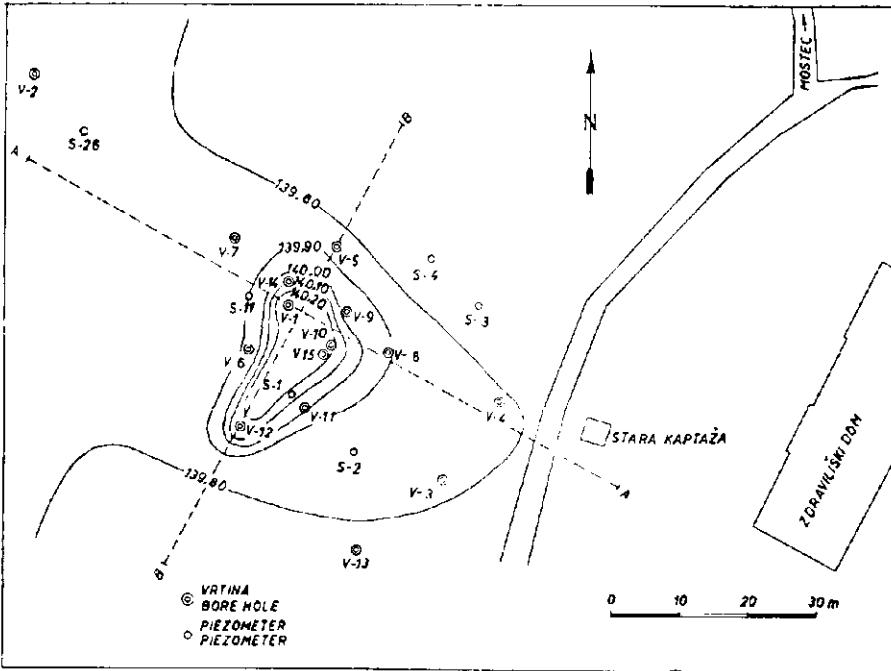 MOSTEC
V-2
S-26
B
A
N
139.80
V-7
139.90
V-5
S-4
140.00
V-14
140.10
140.20
S-11
V-1
V-9
S-3
V-10
V-6
V15
V-8
S-1
V-11
V-4
V-12
STARA KAPTAŽA
S-2
139.80
V-3
A
ZDRAVILIŠKI DOM
V-13
B
VRTINA
BORE HOLE
PIEZOMETER
PIEZOMETER
0 10 20 30 m